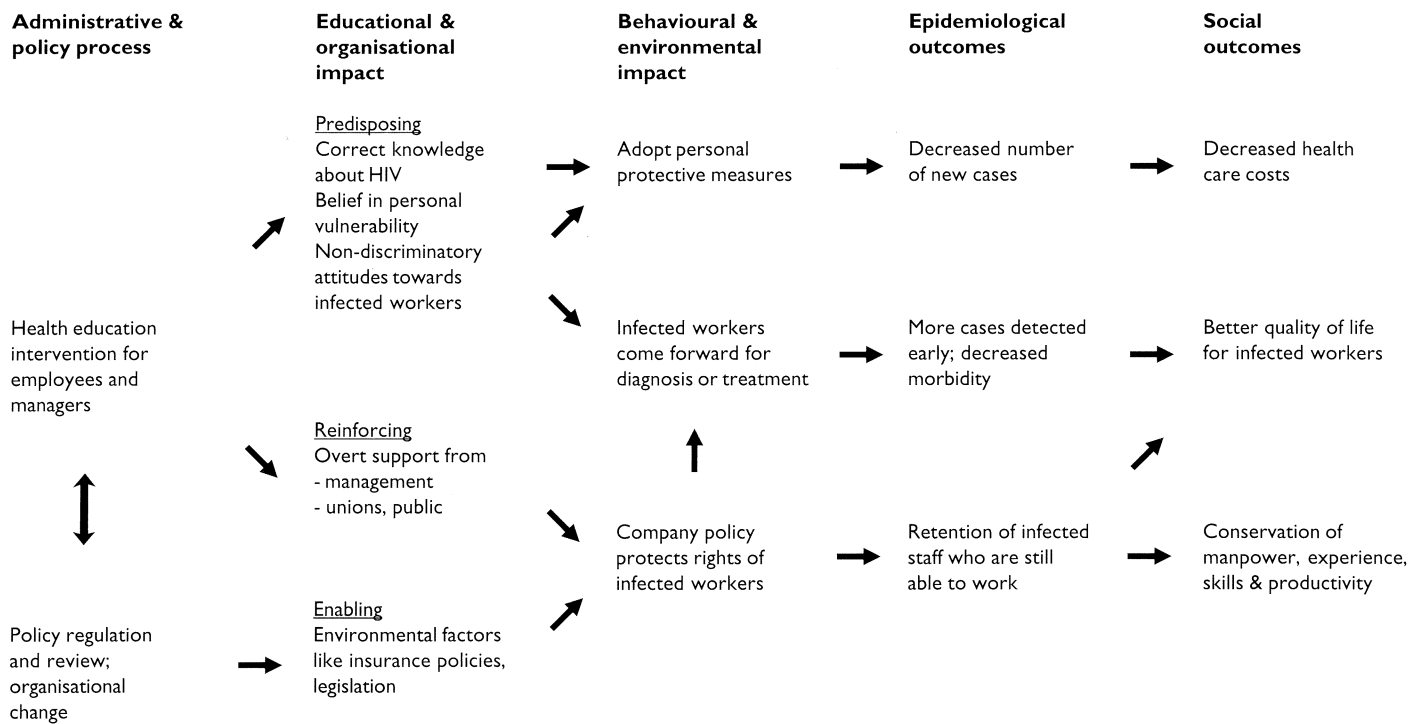 Administrative &
policy process
Educational &
organisational
impact
Behavioural &
environmental
impact
Epidemiological
outcomes
Social
outcomes
Predisposing
Correct knowledge
about HIV
Belief in personal
vulnerability
Non-discriminatory
attitudes towards
infected workers
Adopt personal
protective measures
Decreased number
of new cases
Decreased health
care costs
Health education
intervention for
employees and
managers
Infected workers
come forward for
diagnosis or treatment
More cases detected
early; decreased
morbidity
Better quality of life
for infected workers
Reinforcing
Overt support from
- management
- unions, public
Company policy
protects rights of
infected workers
Retention of infected
staff who are still
able to work
Conservation of
manpower, experience,
skills & productivity
Policy regulation
and review;
organisational
change
Enabling
Environmental factors
like insurance policies,
legislation